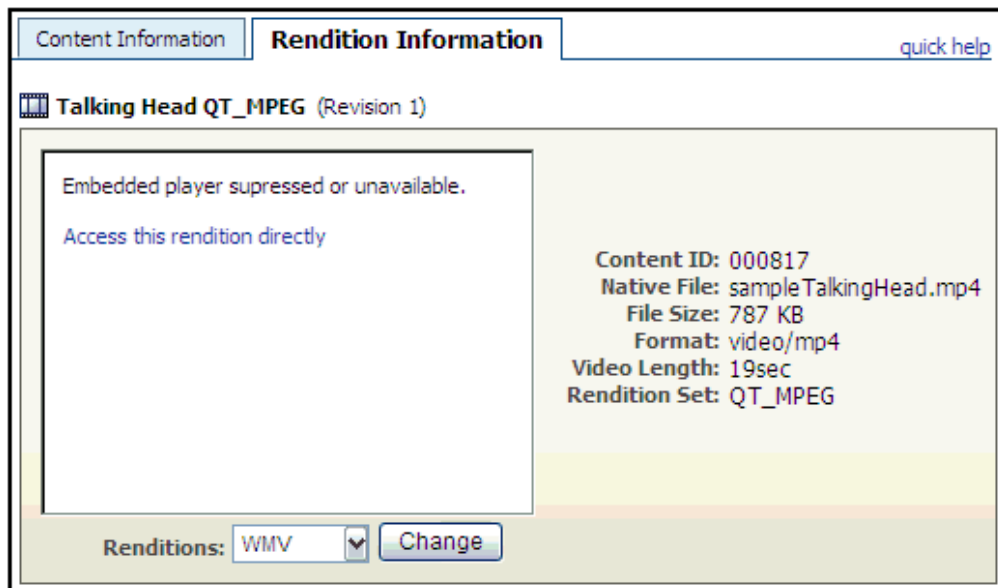 Content Information
Rendition Information
quick help
Talking Head QT_MPEG (Revision 1)
Embedded player supressed or unavailable.
Access this rendition directly
Content ID: 000817
Native File: sampleTalkingHead.mp4
File Size: 787 KB
Format: video/mp4
Video Length: 19sec
Rendition Set: QT_MPEG
Renditions: WMV Change